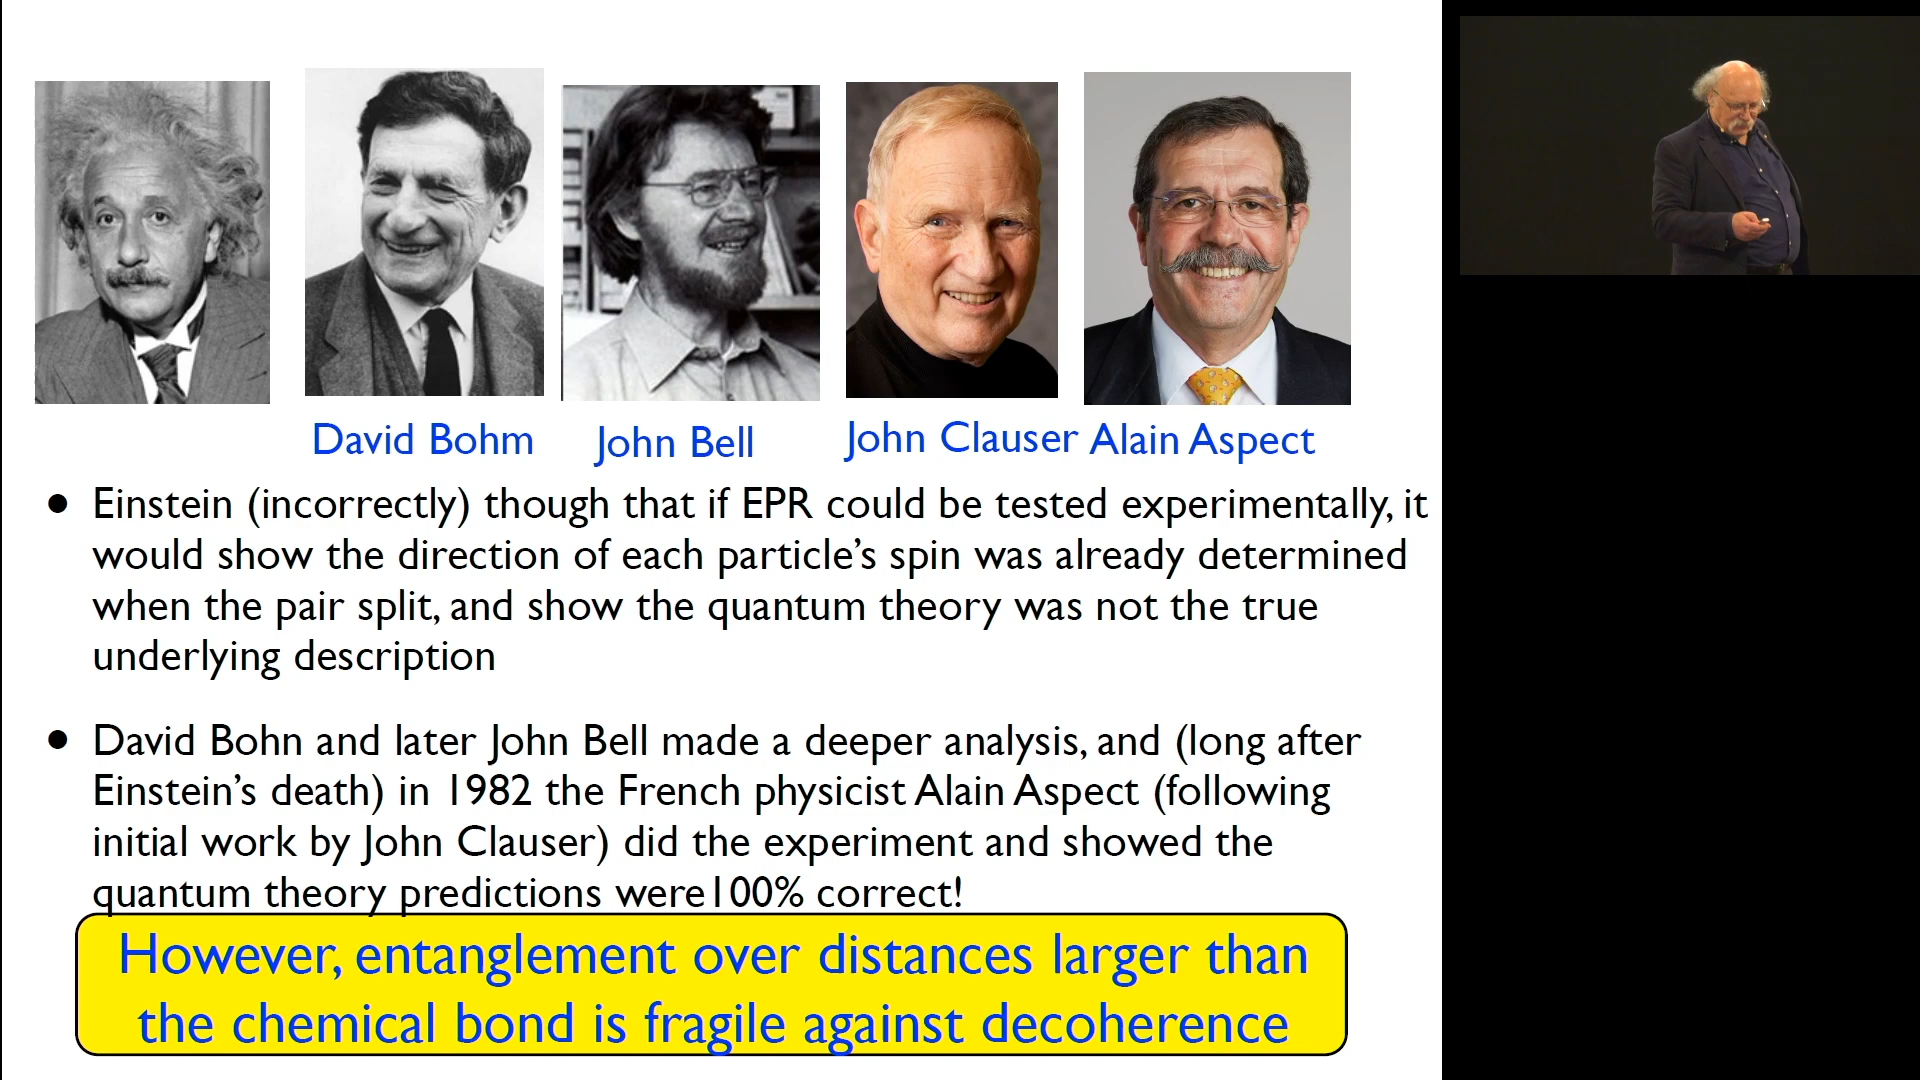 David Bohm
John Bell
John Clauser
Alain Aspect
• Einstein (incorrectly) though that if EPR could be tested experimentally, it
would show the direction of each particle’s spin was already determined
when the pair split, and show the quantum theory was not the true
underlying description
• David Bohn and later John Bell made a deeper analysis, and (long after
Einstein’s death) in 1982 the French physicist Alain Aspect (following
initial work by John Clauser) did the experiment and showed the
quantum theory predictions were100% correct!
However, entanglement over distances larger than
the chemical bond is fragile against decoherence